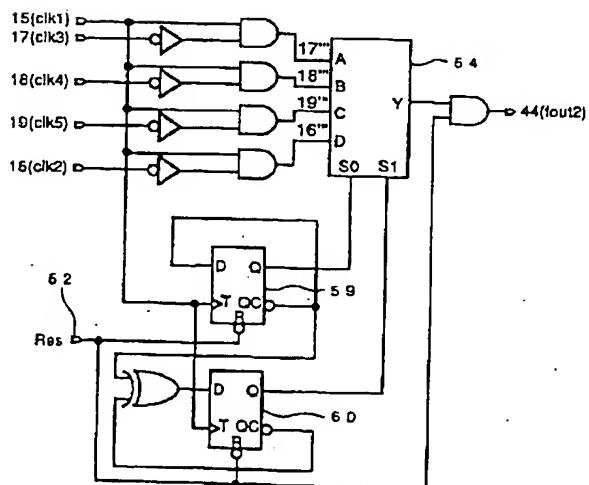 15(clk1)
17(clk3)
18(clk4)
19(clk5)
16(clk2)
17'''
18'''
19'''
16'''
A
B
C
D
Y
S0 S1
54
44(fout2)
D Q
T QC
R
59
52
Res
D Q
T QC
R
60